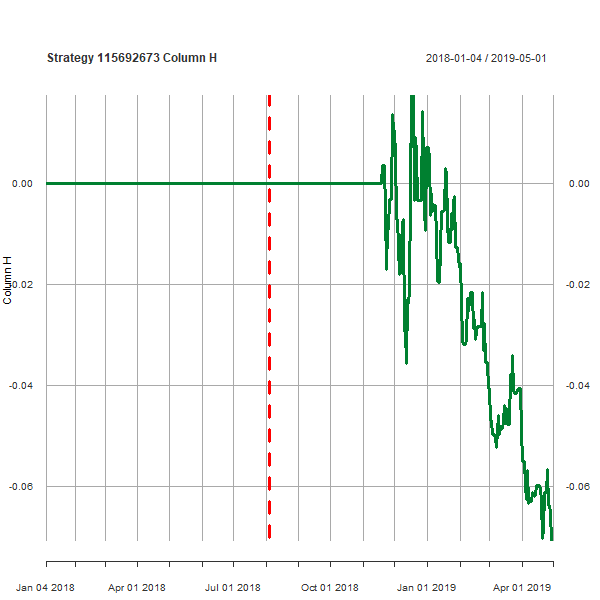 Strategy 115692673 Column H
2018-01-04 / 2019-05-01
0.00
0.00
-0.02
-0.02
Column H
-0.04
-0.04
-0.06
-0.06
Jan 04 2018
Apr 01 2018
Jul 01 2018
Oct 01 2018
Jan 01 2019
Apr 01 2019